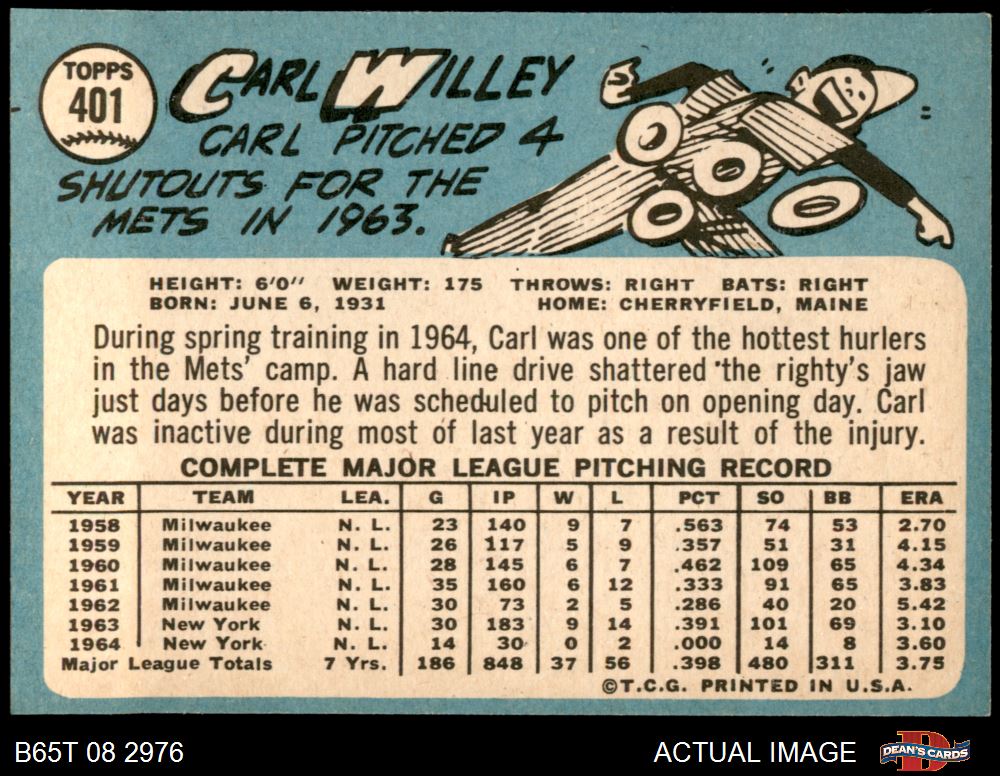 TOPPS
401
CARL WILLEY
CARL PITCHED 4
SHUTOUTS FOR THE
METS IN 1963.
0 0 0 0
HEIGHT: 6'0" WEIGHT: 175 THROWS: RIGHT BATS: RIGHT
BORN: JUNE 6, 1931 HOME: CHERRYFIELD, MAINE
During spring training in 1964, Carl was one of the hottest hurlers
in the Mets' camp. A hard line drive shattered the righty's jaw
just days before he was scheduled to pitch on opening day. Carl
was inactive during most of last year as a result of the injury.
COMPLETE MAJOR LEAGUE PITCHING RECORD
YEAR TEAM LEA. G IP W L PCT SO BB ERA
1958 Milwaukee N. L. 23 140 9 7 .563 74 53 2.70
1959 Milwaukee N. L. 26 117 5 9 .357 51 31 4.15
1960 Milwaukee N. L. 28 145 6 7 .462 109 65 4.34
1961 Milwaukee N. L. 35 160 6 12 .333 91 65 3.83
1962 Milwaukee N. L. 30 73 2 5 .286 40 20 5.42
1963 New York N. L. 30 183 9 14 .391 101 69 3.10
1964 New York N. L. 14 30 0 2 .000 14 8 3.60
Major League Totals 7 Yrs. 186 848 37 56 .398 480 311 3.75
©T.C.G. PRINTED IN U.S.A.
B65T 08 2976 ACTUAL IMAGE D DEAN'S CARDS